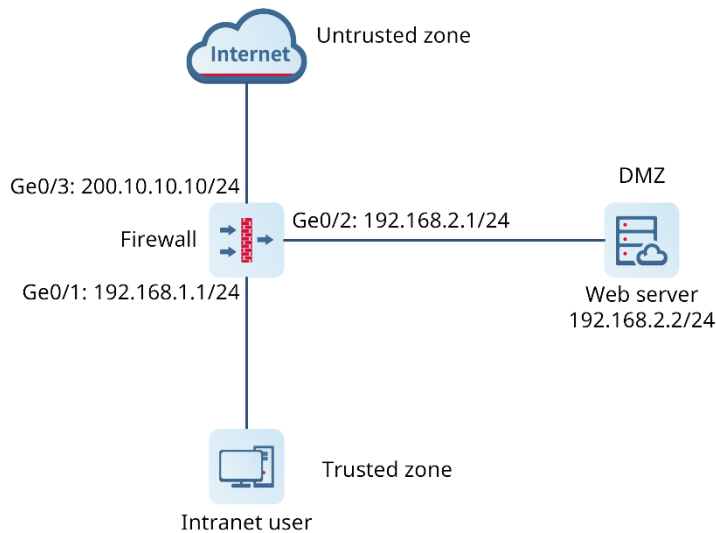 Internet
Untrusted zone
Ge0/3: 200.10.10.10/24
DMZ
Ge0/2: 192.168.2.1/24
Firewall
Ge0/1: 192.168.1.1/24
Web server
192.168.2.2/24
Trusted zone
Intranet user